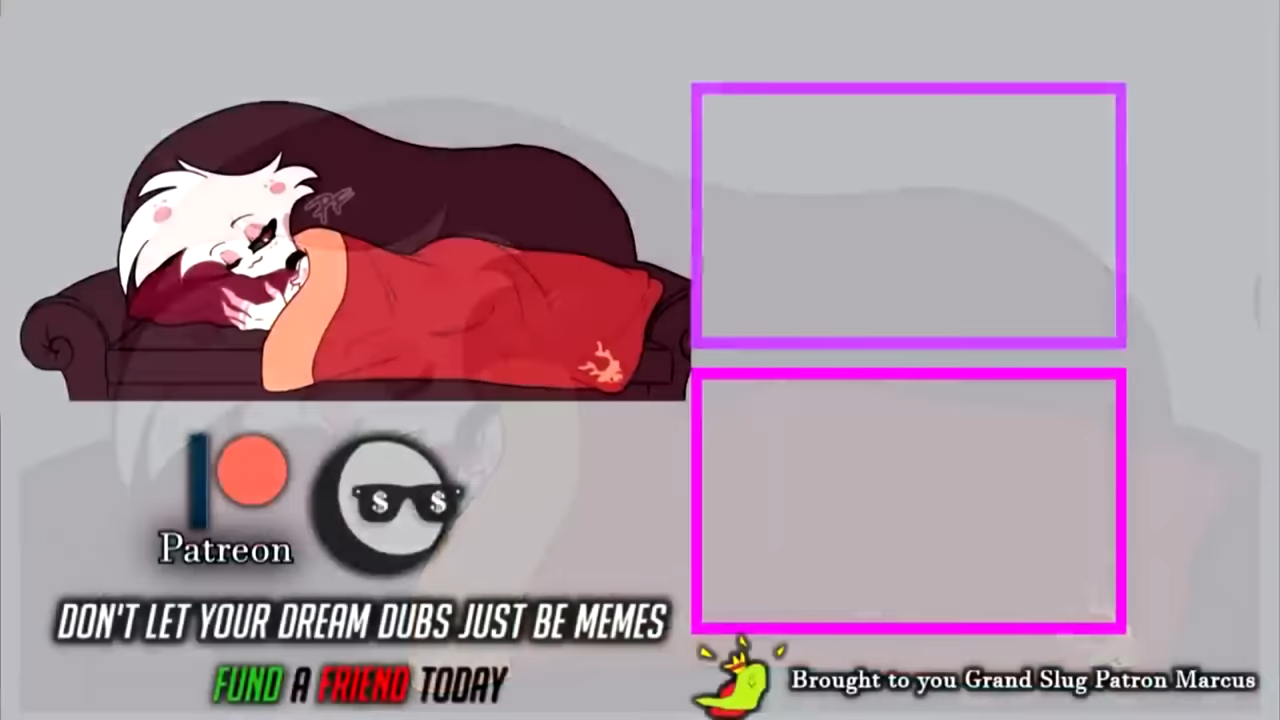 Patreon
DON'T LET YOUR DREAM DUBS JUST BE MEMES
FUND A FRIEND TODAY
Brought to you Grand Slug Patron Marcus